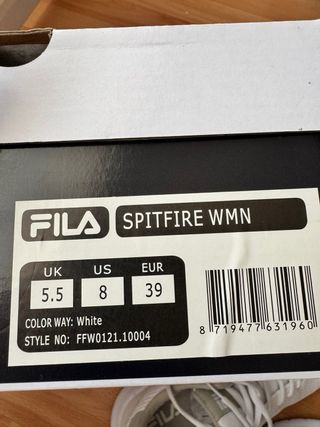 FILA SPITFIRE WMN
UK US EUR
5.5 8 39
COLOR WAY: White
STYLE NO: FFW0121.10004
8 719477 631960